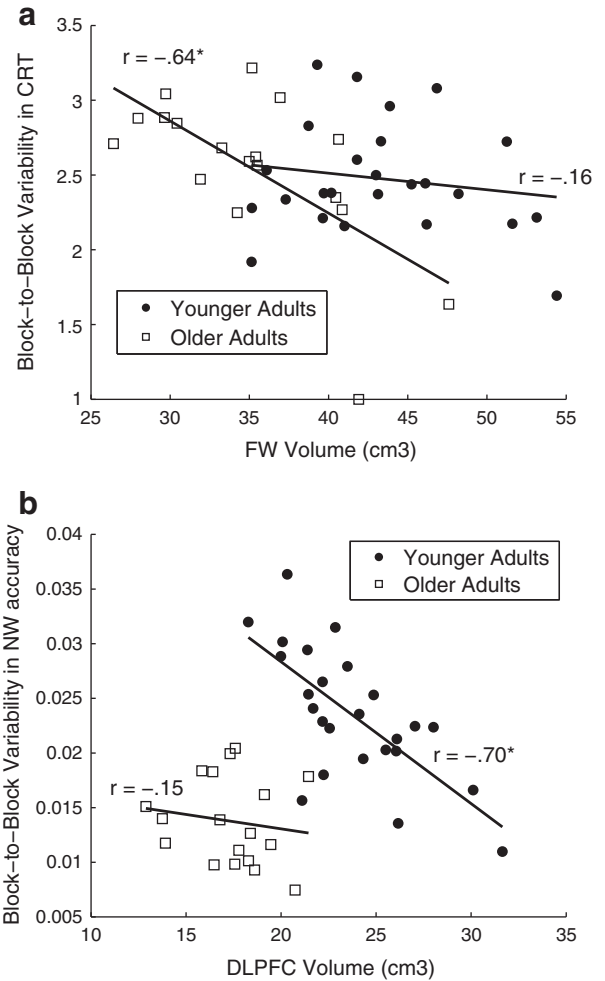 a
Block−to−Block Variability in CRT
3.5
3
2.5
2
1.5
1
r = −.64*
r = −.16
Younger Adults
Older Adults
25 30 35 40 45 50 55
FW Volume (cm3)
b
Block−to−Block Variability in NW accuracy
0.04
0.035
0.03
0.025
0.02
0.015
0.01
0.005
Younger Adults
Older Adults
r = −.70*
r = −.15
10 15 20 25 30 35
DLPFC Volume (cm3)